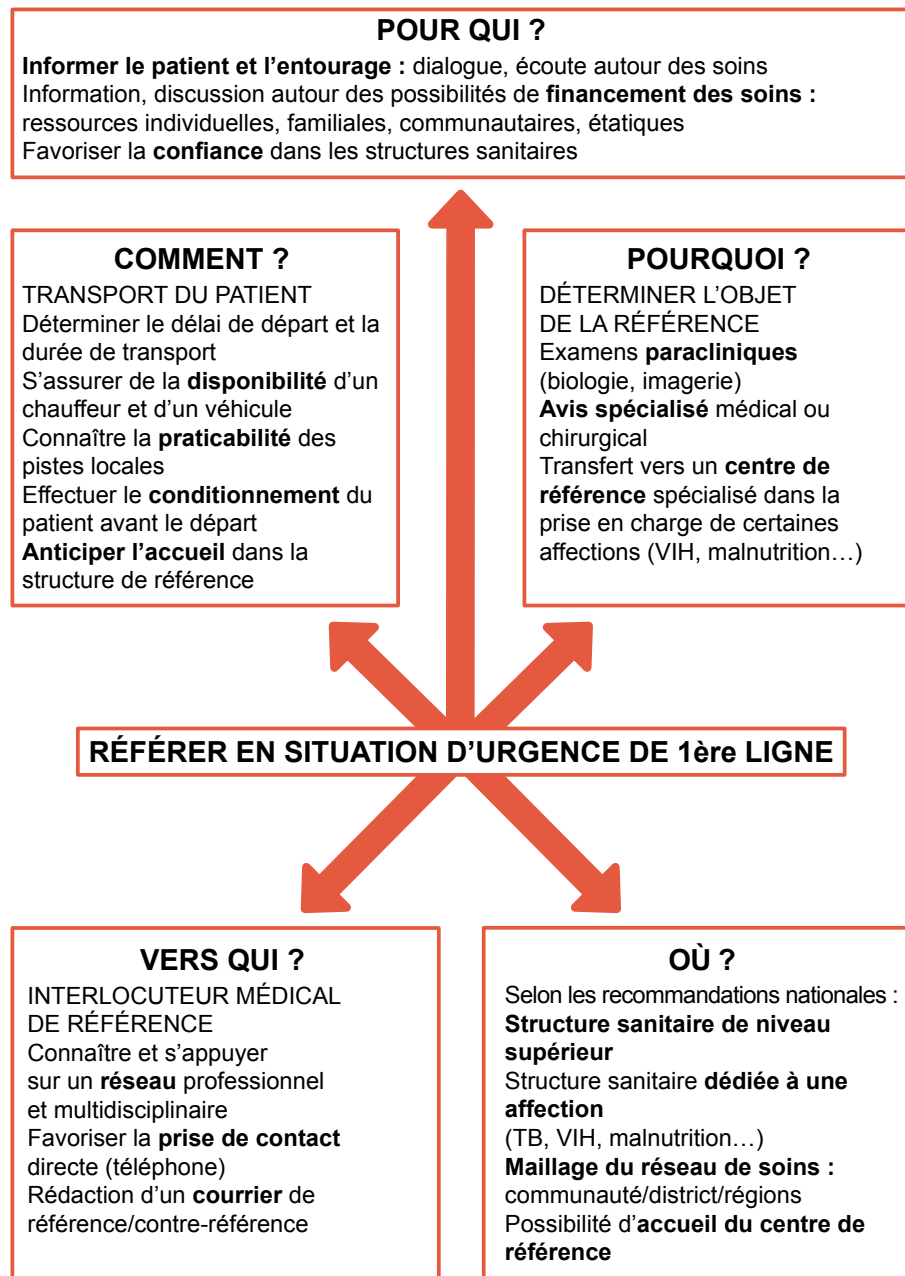 POUR QUI ?
Informer le patient et l’entourage : dialogue, écoute autour des soins
Information, discussion autour des possibilités de financement des soins :
ressources individuelles, familiales, communautaires, étatiques
Favoriser la confiance dans les structures sanitaires
COMMENT ?
TRANSPORT DU PATIENT
Déterminer le délai de départ et la
durée de transport
S’assurer de la disponibilité d’un
chauffeur et d’un véhicule
Connaître la praticabilité des
pistes locales
Effectuer le conditionnement du
patient avant le départ
Anticiper l’accueil dans la
structure de référence
POURQUOI ?
DÉTERMINER L’OBJET
DE LA RÉFÉRENCE
Examens paracliniques
(biologie, imagerie)
Avis spécialisé médical ou
chirurgical
Transfert vers un centre de
référence spécialisé dans la
prise en charge de certaines
affections (VIH, malnutrition…)
RÉFÉRER EN SITUATION D’URGENCE DE 1ère LIGNE
VERS QUI ?
INTERLOCUTEUR MÉDICAL
DE RÉFÉRENCE
Connaître et s’appuyer
sur un réseau professionnel
et multidisciplinaire
Favoriser la prise de contact
directe (téléphone)
Rédaction d’un courrier de
référence/contre-référence
OÙ ?
Selon les recommandations nationales :
Structure sanitaire de niveau
supérieur
Structure sanitaire dédiée à une
affection
(TB, VIH, malnutrition…)
Maillage du réseau de soins :
communauté/district/régions
Possibilité d’accueil du centre de
référence